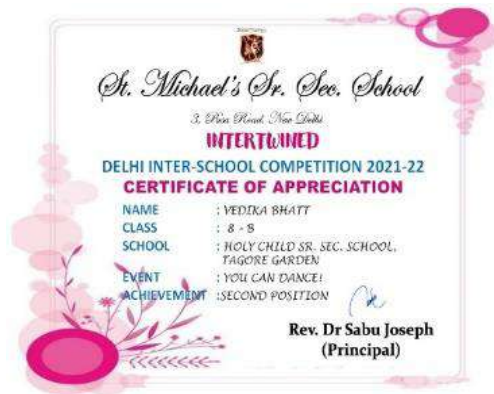 St. Michael's Sr. Sec. School
3, Pusa Road, New Delhi
INTERTWINED
DELHI INTER-SCHOOL COMPETITION 2021-22
CERTIFICATE OF APPRECIATION
NAME : VEDIKA BHATT
CLASS : 8 - B
SCHOOL : HOLY CHILD SR. SEC. SCHOOL,
TAGORE GARDEN
EVENT : YOU CAN DANCE!
ACHIEVEMENT : SECOND POSITION
Rev. Dr Sabu Joseph
(Principal)